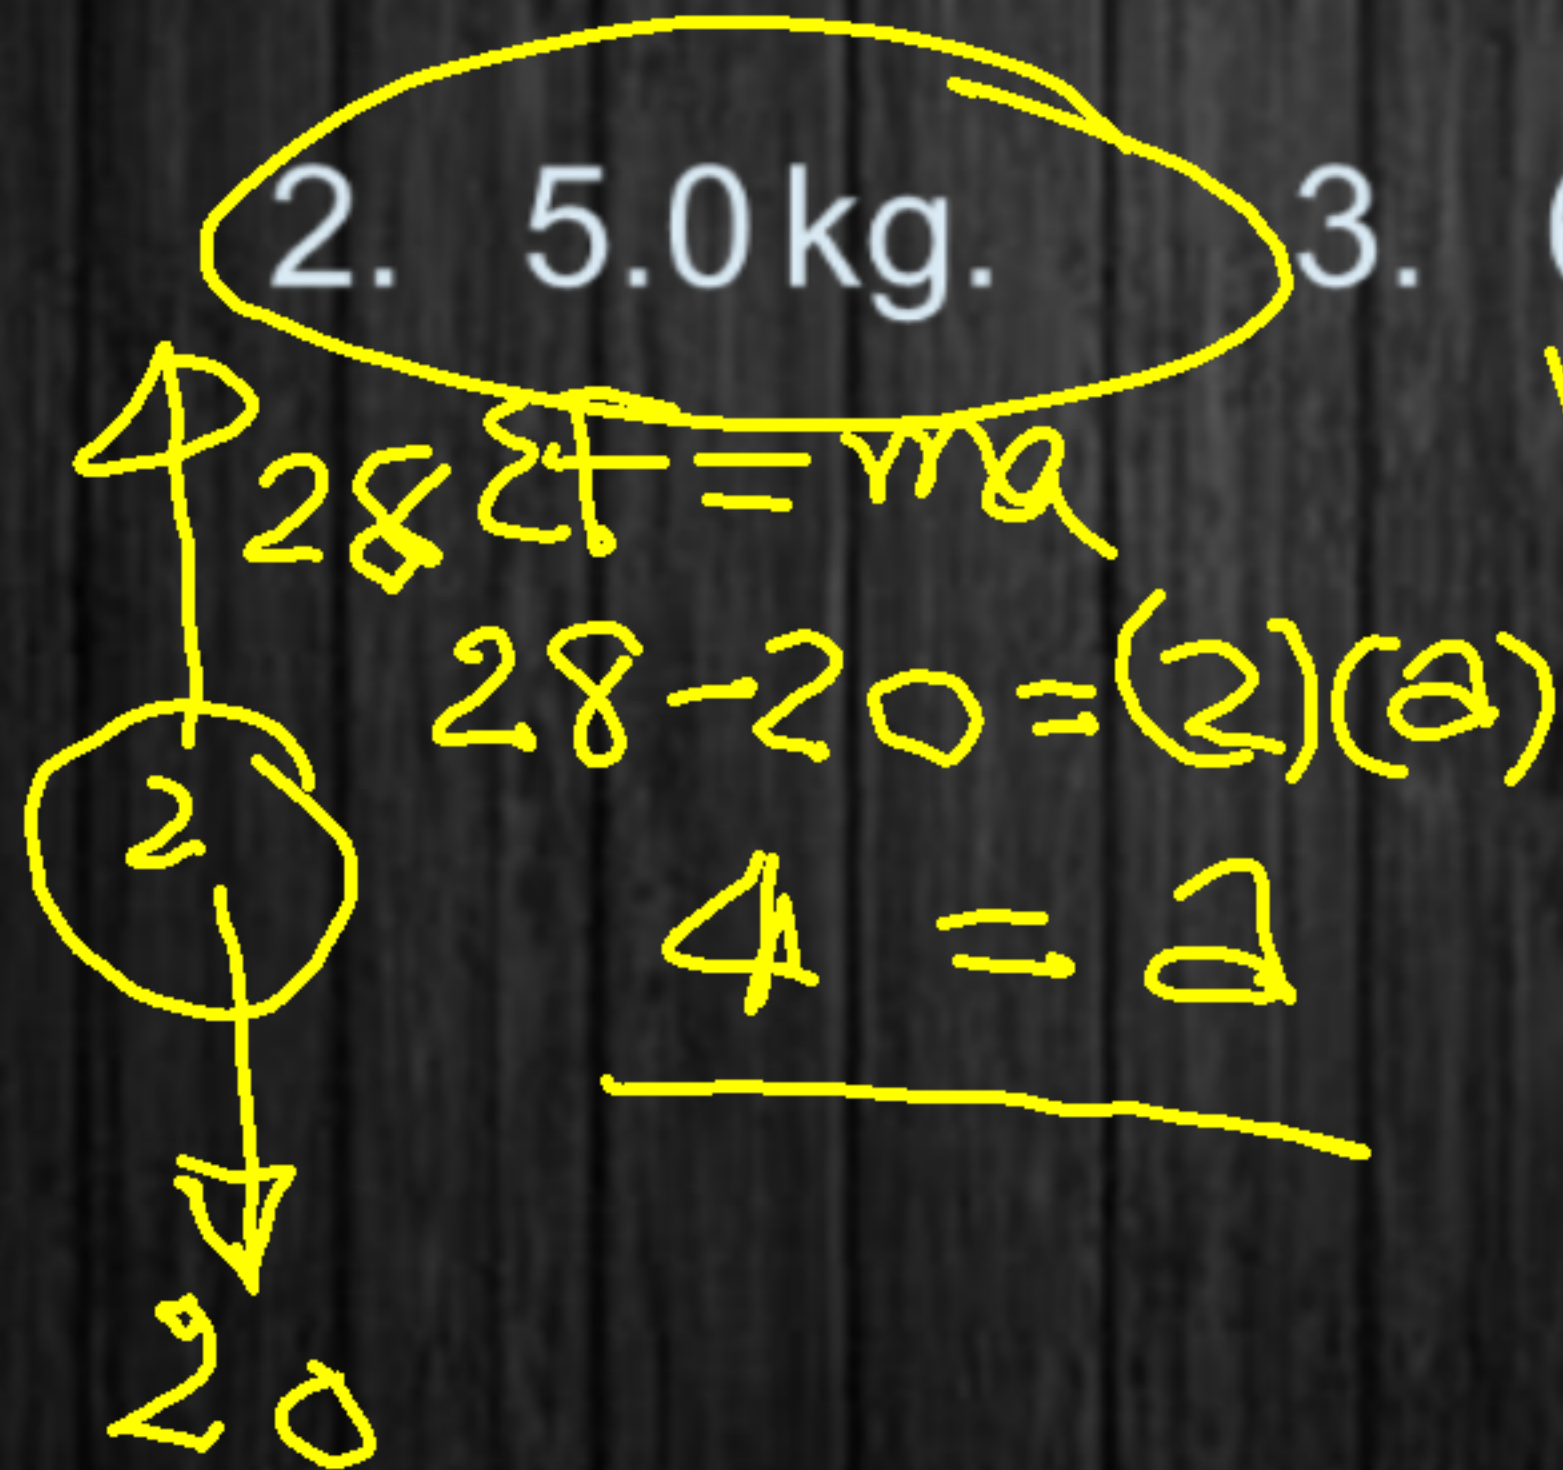 2. 5.0 kg. 3.
28 ΣF = ma
28 - 20 = (2)(a)
2
4 = a
20